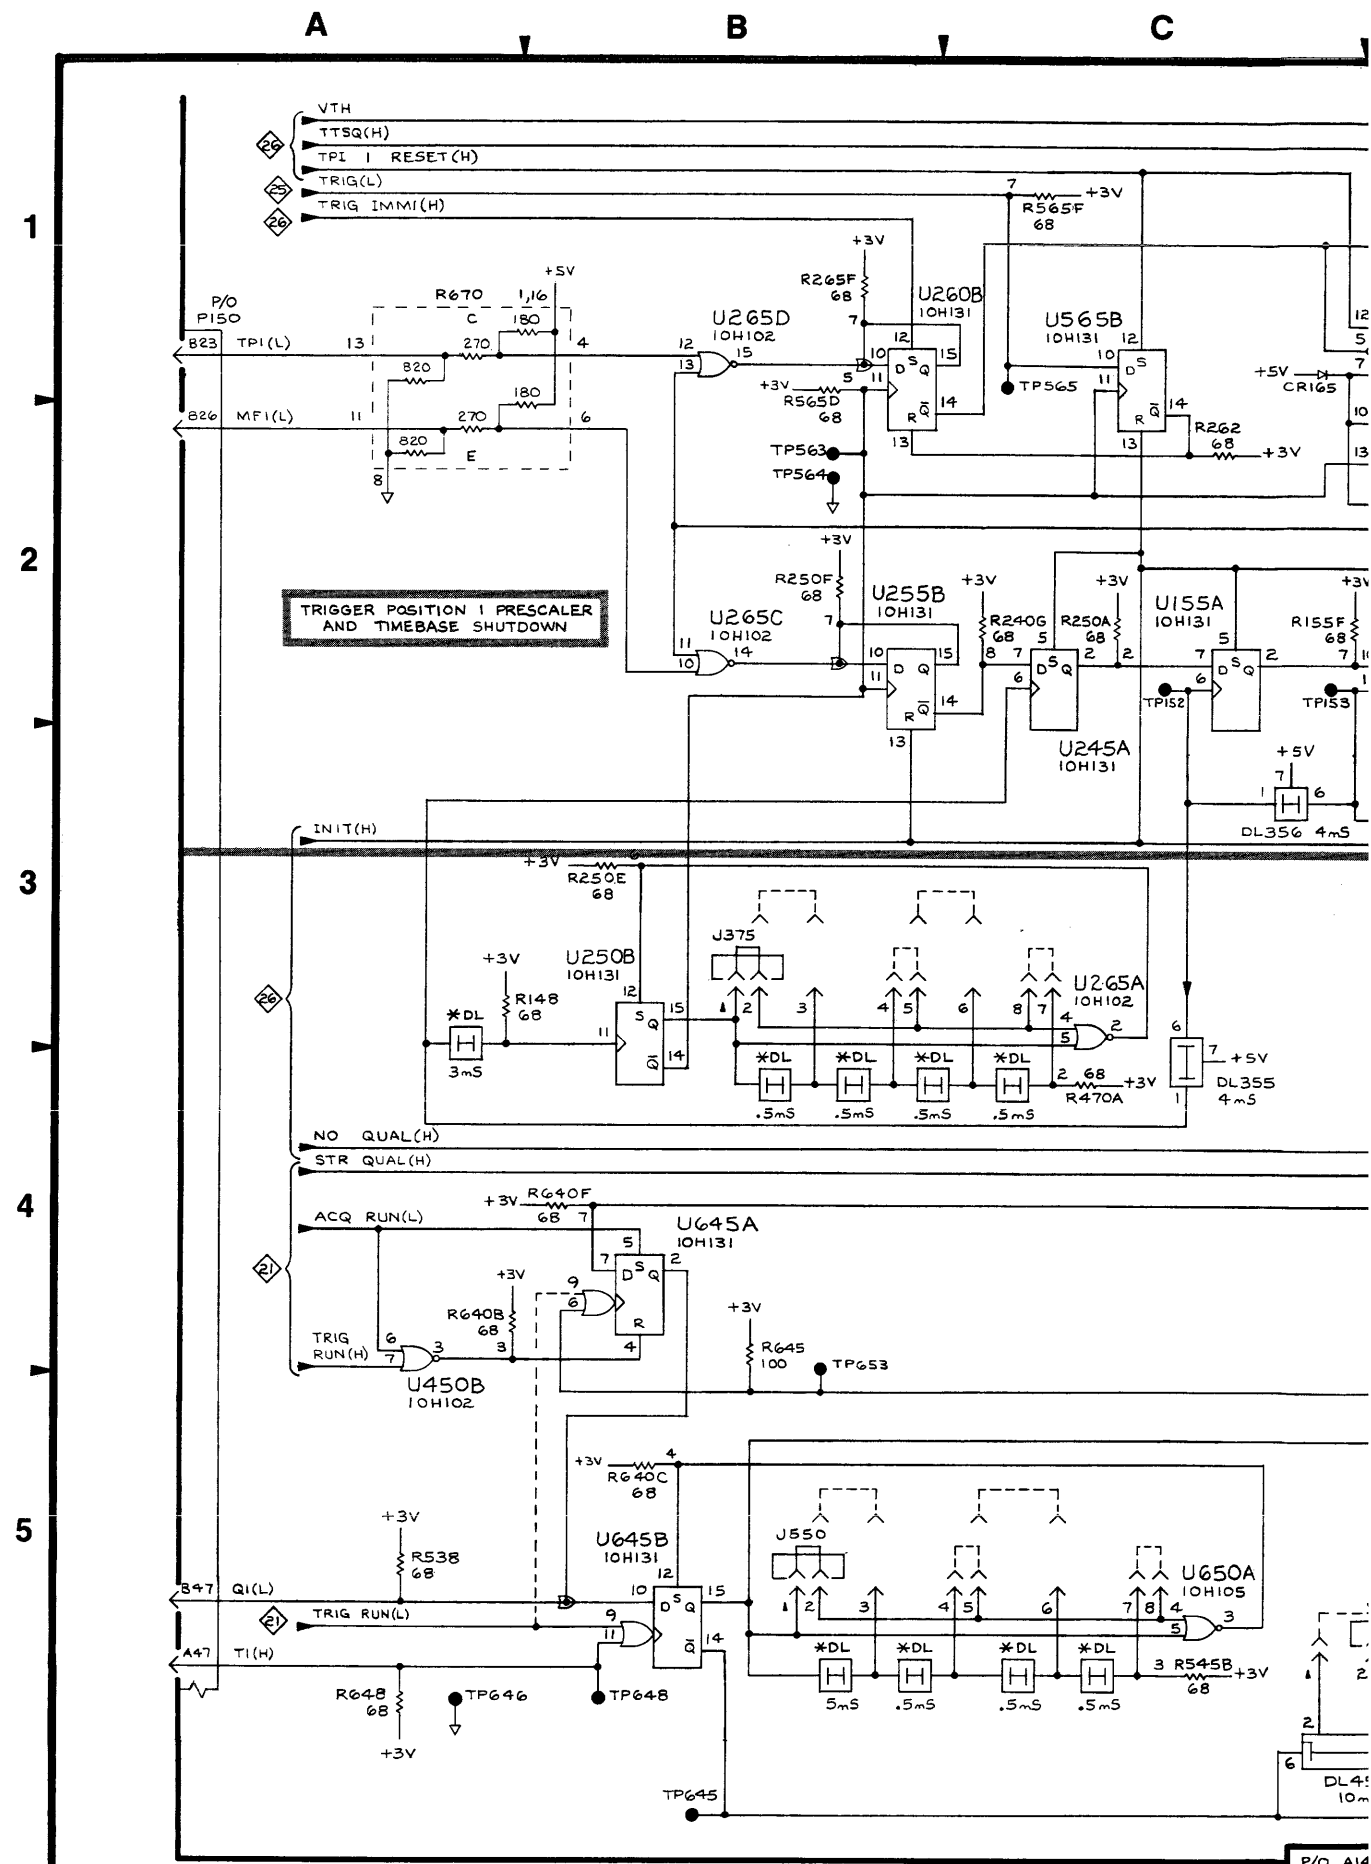 A B C
1
2
3
4
5
VTH
TTSQ(H)
26
TPI 1 RESET(H)
25
TRIG(L)
26
TRIG IMMI(H)
7
R565F
68
+3V
+3V
R265F
68
7
U260B
10H131
12
10 D S Q 15
5 11
R Q 14
13
+5V
P/O
P150
R670 1,16
C 180
B23 TPI(L) 13 270 4
820
180
B26 MFI(L) 11 270 6
820
E
8
U265D
10H102
12
13
15
+3V
R565D
68
TP563
TP564
TP565
U565B
10H131
12
10
11
D S
R Q
14
13
R262
68
+3V
+5V
CR165
12
5
7
10
13
TRIGGER POSITION 1 PRESCALER
AND TIMEBASE SHUTDOWN
+3V
R250F
68
7
U265C
10H102
11
10
14
U255B
10H131
10 D Q 15
11
R Q 14
13
+3V
R240G
68
8
5
7 D S Q 2
6
U245A
10H131
+3V
R250A
68
2
U155A
10H131
5
7 D S Q 2
6
TP152
+3V
R155F
68
7
TP153
+5V
7
1 6
DL356 4mS
INIT(H)
+3V 6
R250E
68
26
+3V
R148
68
*DL
3mS
U250B
10H131
12
11
S Q 15
Q 14
J375
2 3 4 5 6 8 7
U265A
10H102
4
5
2
*DL *DL *DL *DL
.5mS .5mS .5mS .5mS
2 68 +3V
R470A
6
7 +5V
DL355
4mS
1
NO QUAL(H)
STR QUAL(H)
+3V R640F
68 7
ACQ RUN(L)
21
U645A
10H131
5
7 D S Q 2
9
6
R
4
+3V
R640B
68
TRIG
RUN(H)
6
7
3 3
U450B
10H102
+3V
R645
100
TP653
+3V 4
R640C
68
+3V
R538
68
U645B
10H131
12
B47 QI(L) 10 D S Q 15
21
TRIG RUN(L) 9
11
Q 14
A47 TI(H)
R648
68
+3V
TP646
TP648
J550
2 3 4 5 6 7 8
U650A
10H105
4
5
3
*DL *DL *DL *DL
5mS .5mS .5mS .5mS
3 R545B
68
+3V
TP645
2
6
DL45
10m
P/O A14